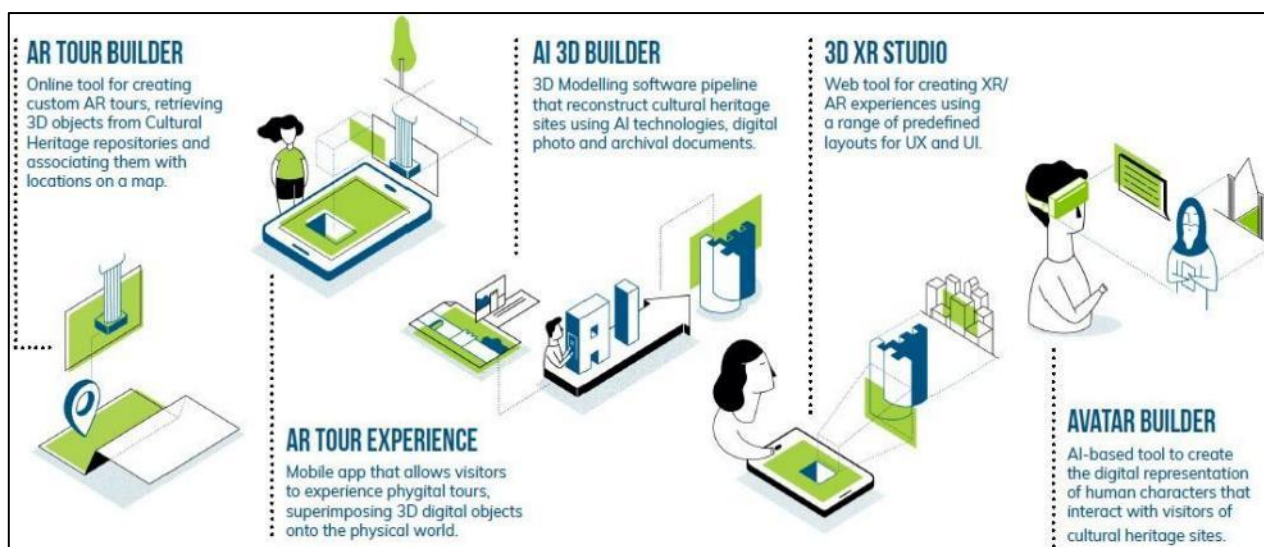 AR TOUR BUILDER
Online tool for creating
custom AR tours, retrieving
3D objects from Cultural
Heritage repositories and
associating them with
locations on a map.
AR TOUR EXPERIENCE
Mobile app that allows visitors
to experience phygital tours,
superimposing 3D digital objects
onto the physical world.
AI 3D BUILDER
3D Modelling software pipeline
that reconstruct cultural heritage
sites using AI technologies, digital
photo and archival documents.
AI
3D XR STUDIO
Web tool for creating XR/
AR experiences using
a range of predefined
layouts for UX and UI.
AVATAR BUILDER
AI-based tool to create
the digital representation
of human characters that
interact with visitors of
cultural heritage sites.